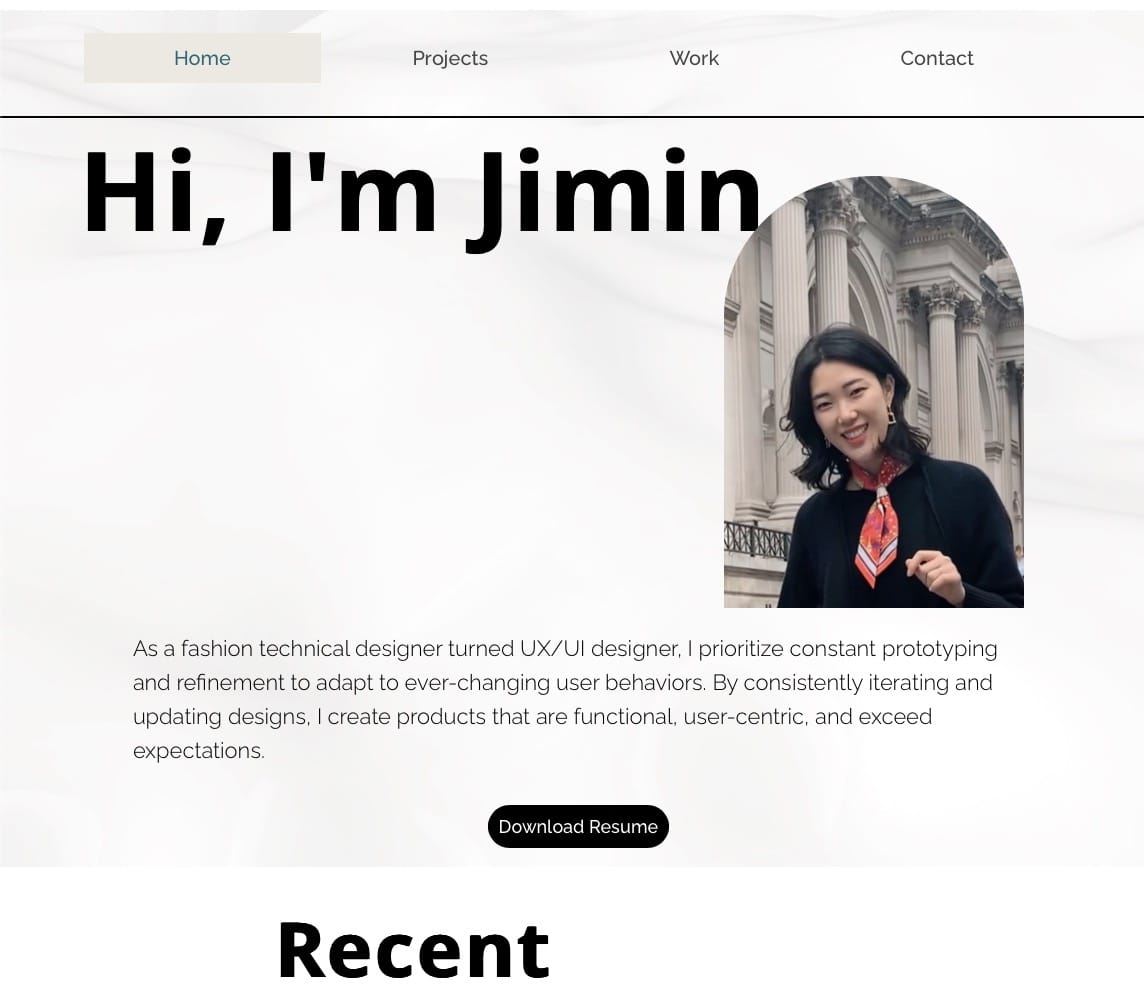 Home Projects Work Contact
Hi, I'm Jimin
As a fashion technical designer turned UX/UI designer, I prioritize constant prototyping
and refinement to adapt to ever-changing user behaviors. By consistently iterating and
updating designs, I create products that are functional, user-centric, and exceed
expectations.
Download Resume
Recent